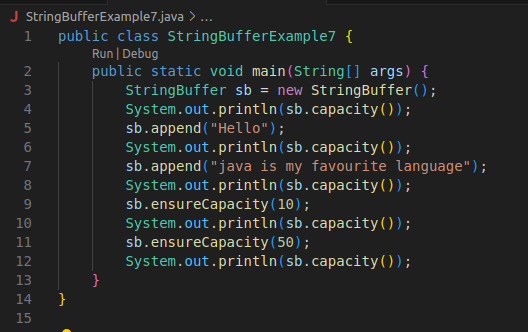 J StringBufferExample7.java > ...
1 public class StringBufferExample7 {
Run | Debug
2 public static void main(String[] args) {
3 StringBuffer sb = new StringBuffer();
4 System.out.println(sb.capacity());
5 sb.append("Hello");
6 System.out.println(sb.capacity());
7 sb.append("java is my favourite language");
8 System.out.println(sb.capacity());
9 sb.ensureCapacity(10);
10 System.out.println(sb.capacity());
11 sb.ensureCapacity(50);
12 System.out.println(sb.capacity());
13 }
14 }
15